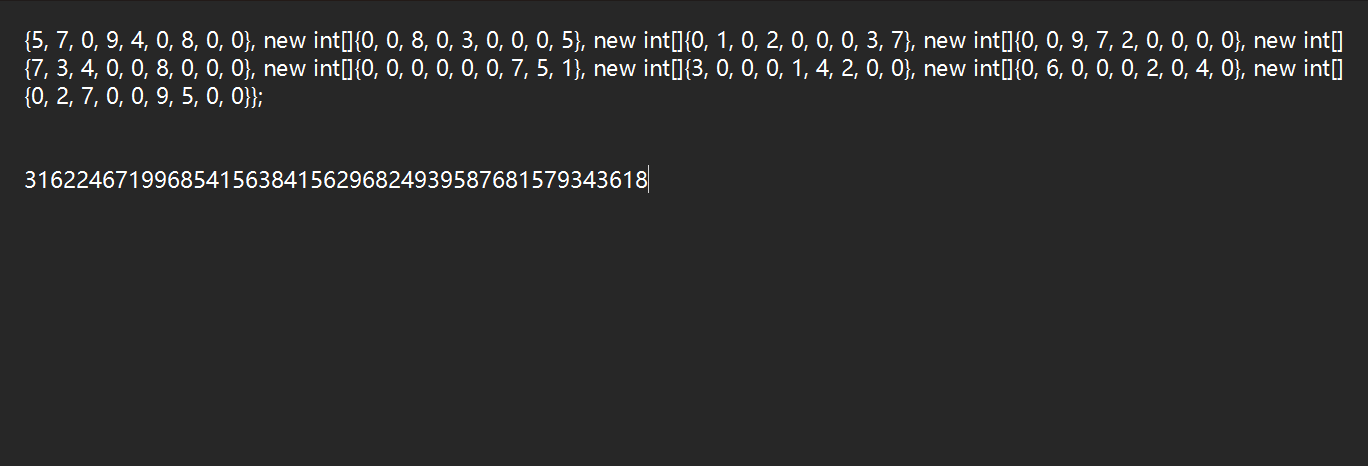 {5, 7, 0, 9, 4, 0, 8, 0, 0}, new int[]{0, 0, 8, 0, 3, 0, 0, 0, 5}, new int[]{0, 1, 0, 2, 0, 0, 0, 3, 7}, new int[]{0, 0, 9, 7, 2, 0, 0, 0, 0}, new int[]
{7, 3, 4, 0, 0, 8, 0, 0, 0}, new int[]{0, 0, 0, 0, 0, 0, 7, 5, 1}, new int[]{3, 0, 0, 0, 1, 4, 2, 0, 0}, new int[]{0, 6, 0, 0, 0, 2, 0, 4, 0}, new int[]
{0, 2, 7, 0, 0, 9, 5, 0, 0}};
316224671996854156384156296824939587681579343618